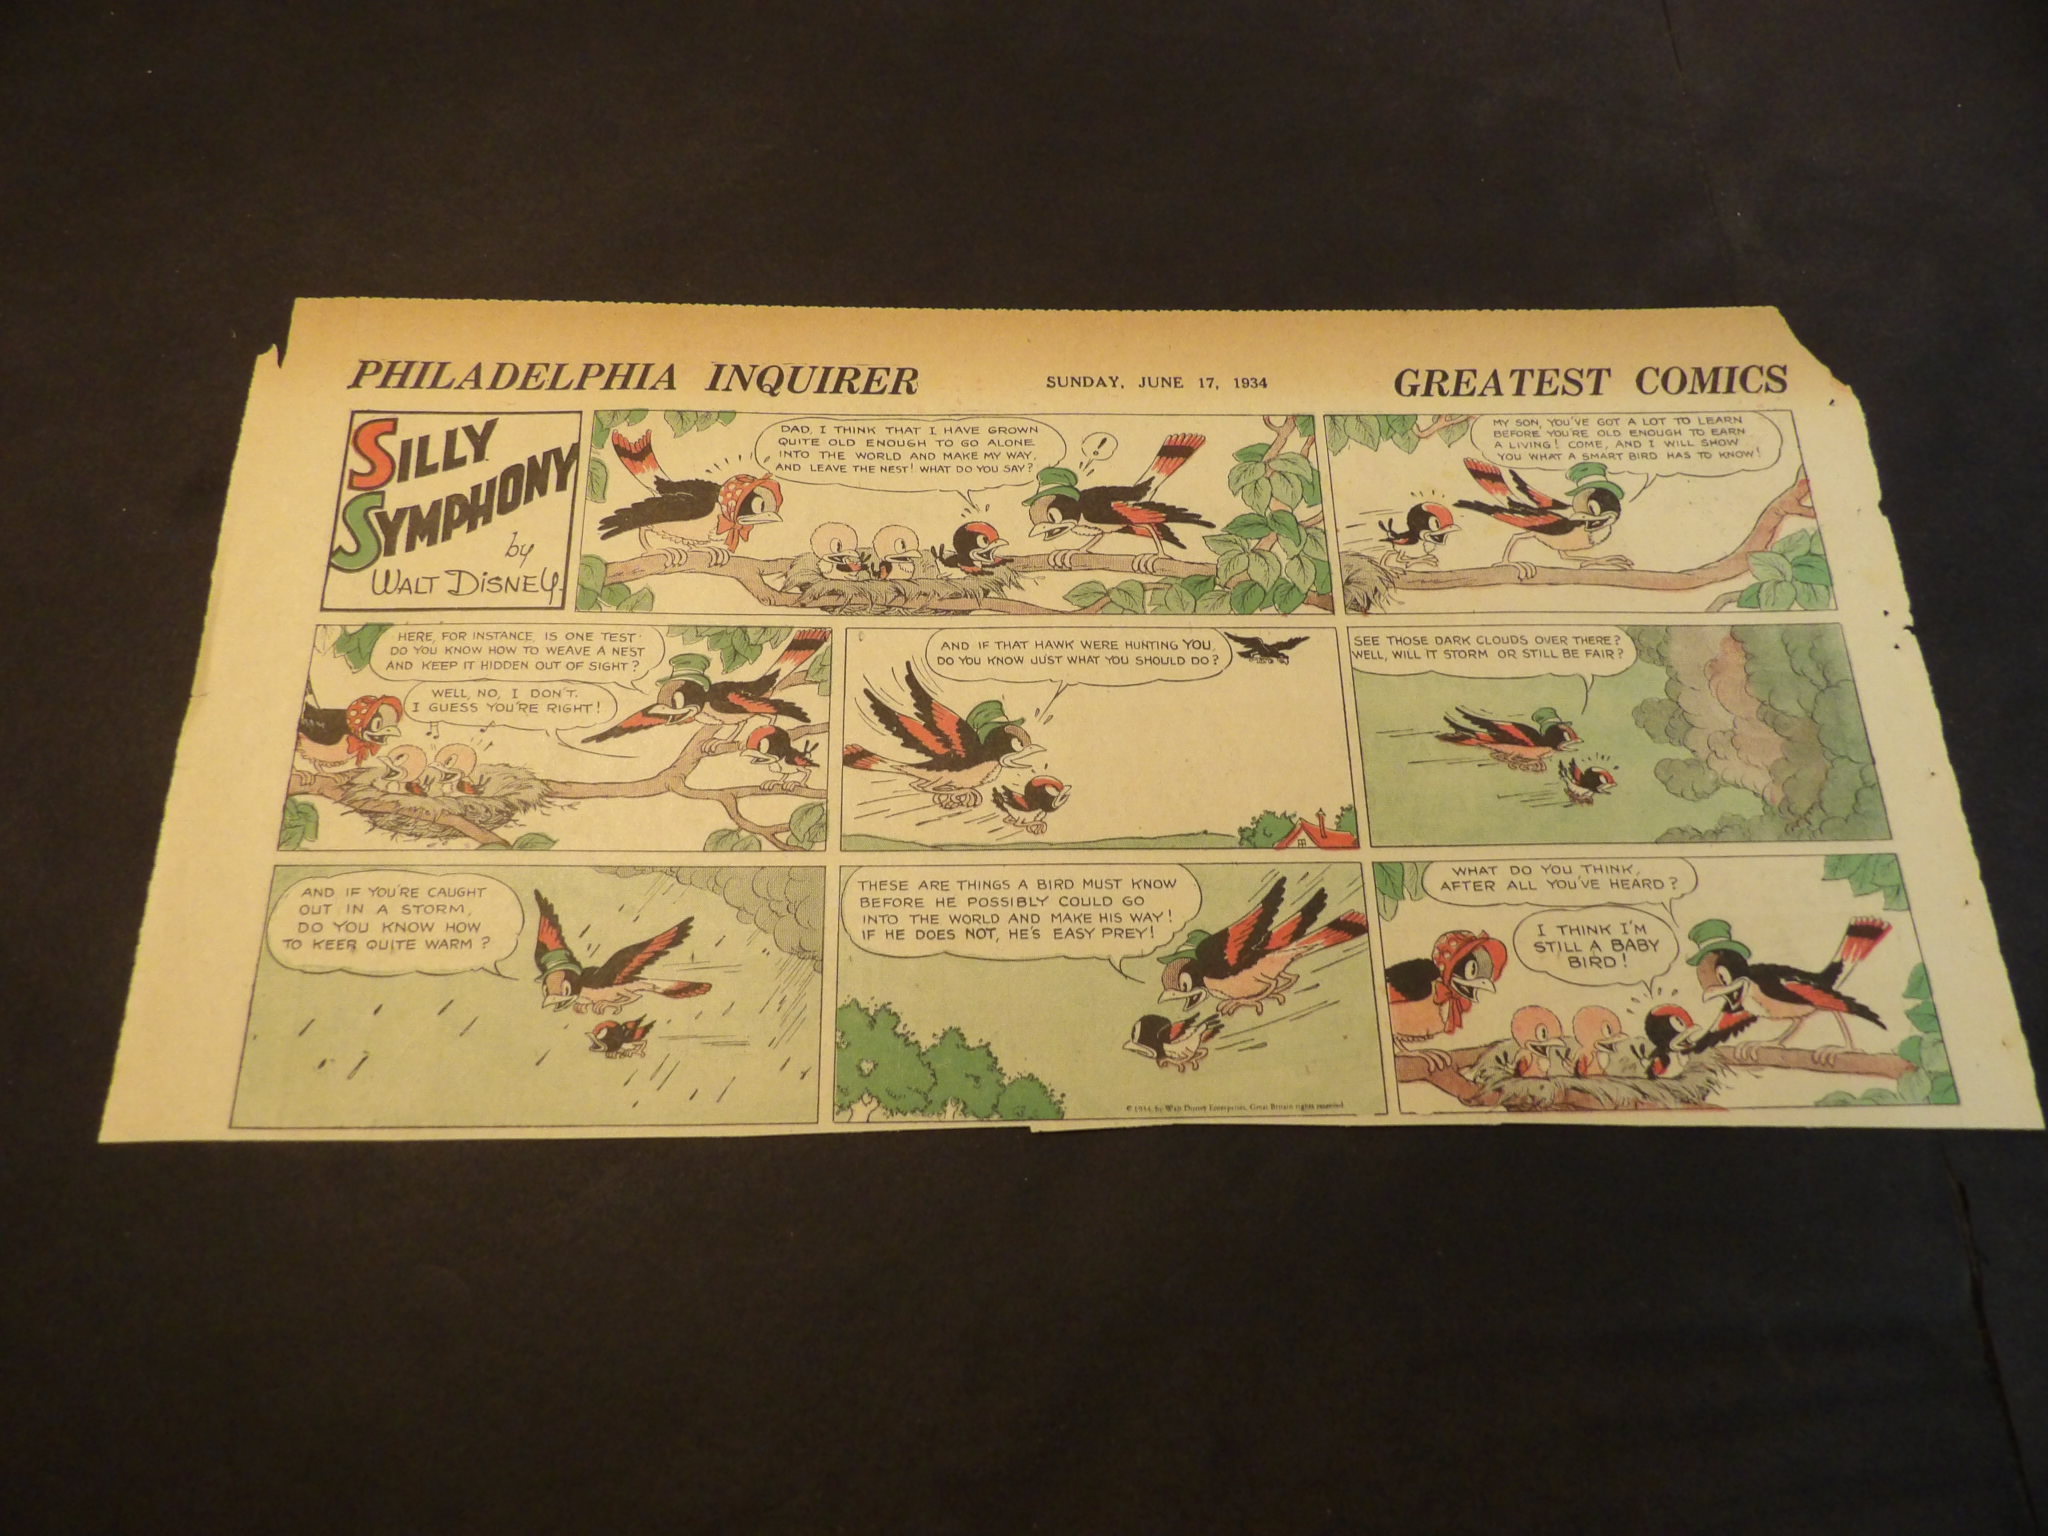 PHILADELPHIA INQUIRER
SUNDAY, JUNE 17, 1934
GREATEST COMICS
SILLY
SYMPHONY
by
WALT DISNEY.
DAD, I THINK THAT I HAVE GROWN
QUITE OLD ENOUGH TO GO ALONE
INTO THE WORLD AND MAKE MY WAY,
AND LEAVE THE NEST! WHAT DO YOU SAY?
!
MY SON, YOU'VE GOT A LOT TO LEARN
BEFORE YOU'RE OLD ENOUGH TO EARN
A LIVING! COME, AND I WILL SHOW
YOU WHAT A SMART BIRD HAS TO KNOW!
HERE, FOR INSTANCE, IS ONE TEST.
DO YOU KNOW HOW TO WEAVE A NEST
AND KEEP IT HIDDEN OUT OF SIGHT?
WELL, NO, I DON'T.
I GUESS YOU'RE RIGHT!
AND IF THAT HAWK WERE HUNTING YOU,
DO YOU KNOW JUST WHAT YOU SHOULD DO?
SEE THOSE DARK CLOUDS OVER THERE?
WELL, WILL IT STORM OR STILL BE FAIR?
AND IF YOU'RE CAUGHT
OUT IN A STORM,
DO YOU KNOW HOW
TO KEEP QUITE WARM?
THESE ARE THINGS A BIRD MUST KNOW
BEFORE HE POSSIBLY COULD GO
INTO THE WORLD AND MAKE HIS WAY!
IF HE DOES NOT, HE'S EASY PREY!
© 1934, by Walt Disney Enterprises, Great Britain rights reserved.
WHAT DO YOU THINK,
AFTER ALL YOU'VE HEARD?
I THINK I'M
STILL A BABY
BIRD!